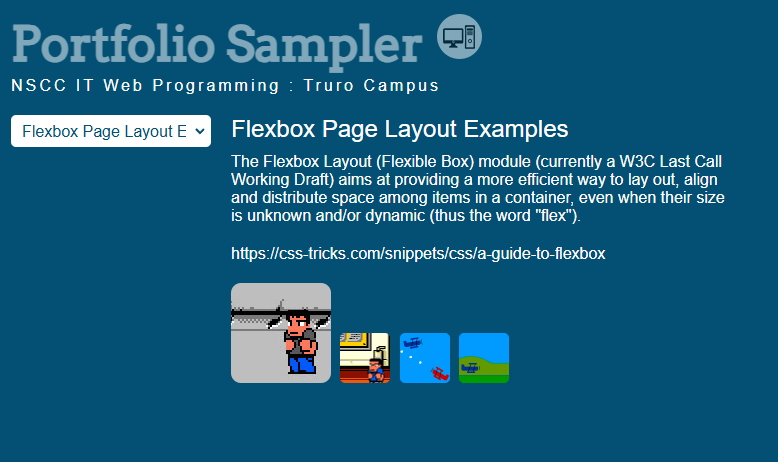 Portfolio Sampler
NSCC IT Web Programming : Truro Campus
Flexbox Page Layout E
Flexbox Page Layout Examples
The Flexbox Layout (Flexible Box) module (currently a W3C Last Call
Working Draft) aims at providing a more efficient way to lay out, align
and distribute space among items in a container, even when their size
is unknown and/or dynamic (thus the word "flex").
https://css-tricks.com/snippets/css/a-guide-to-flexbox